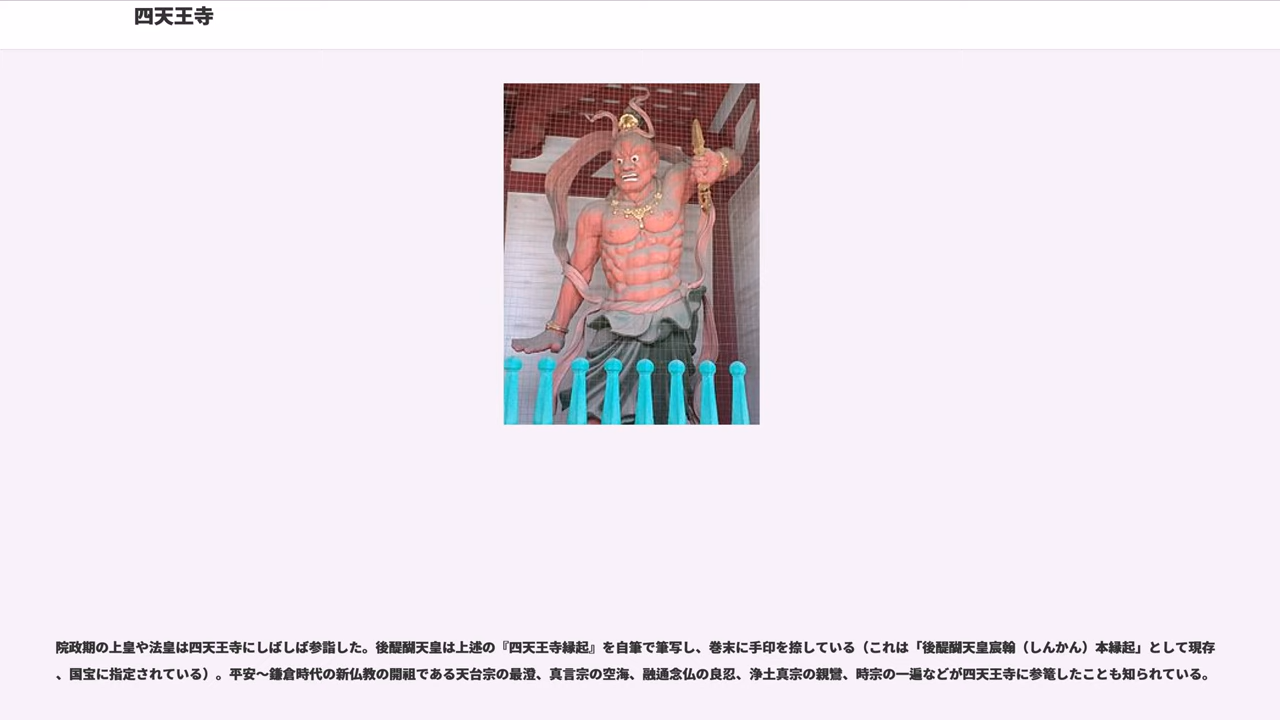 四天王寺
院政期の上皇や法皇は四天王寺にしばしば参詣した。後醍醐天皇は上述の『四天王寺縁起』を自筆で筆写し、巻末に手印を捺している（これは「後醍醐天皇宸翰（しんかん）本縁起」として現存
、国宝に指定されている）。平安〜鎌倉時代の新仏教の開祖である天台宗の最澄、真言宗の空海、融通念仏の良忍、浄土真宗の親鸞、時宗の一遍などが四天王寺に参篭したことも知られている。